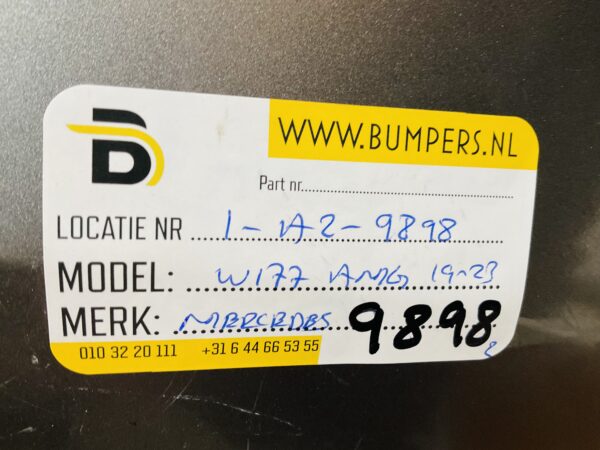 B
WWW.BUMPERS.NL
Part nr.
LOCATIE NR 1-A2-9898
MODEL: W177 AMG 19-23
MERK: MERCEDES 9898
010 32 20 111 +31 6 44 66 53 55